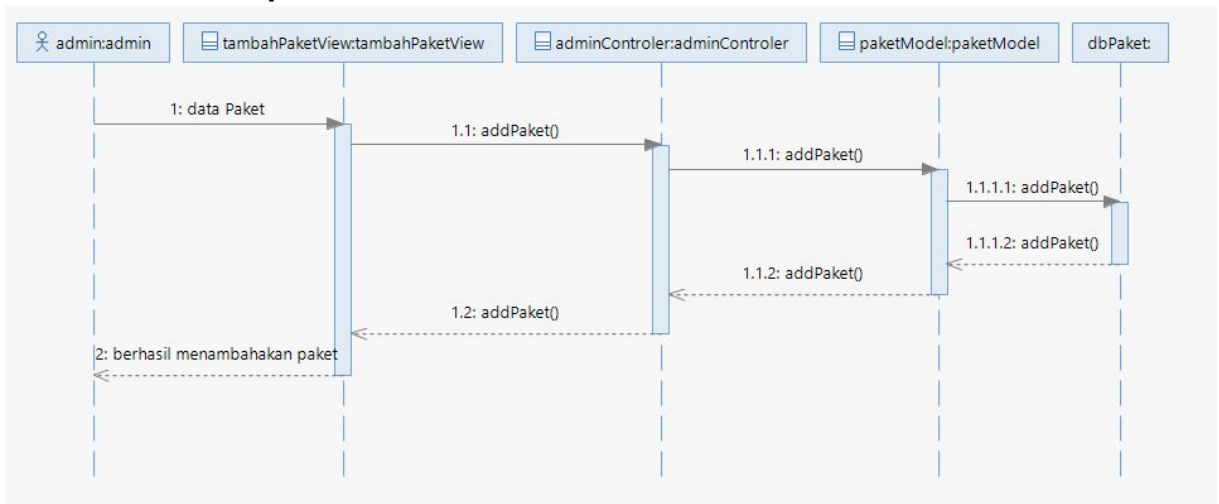 admin:admin
tambahPaketView:tambahPaketView
adminControler:adminControler
paketModel:paketModel
dbPaket:
1: data Paket
1.1: addPaket()
1.1.1: addPaket()
1.1.1.1: addPaket()
1.1.1.2: addPaket()
1.1.2: addPaket()
1.2: addPaket()
2: berhasil menambahakan paket